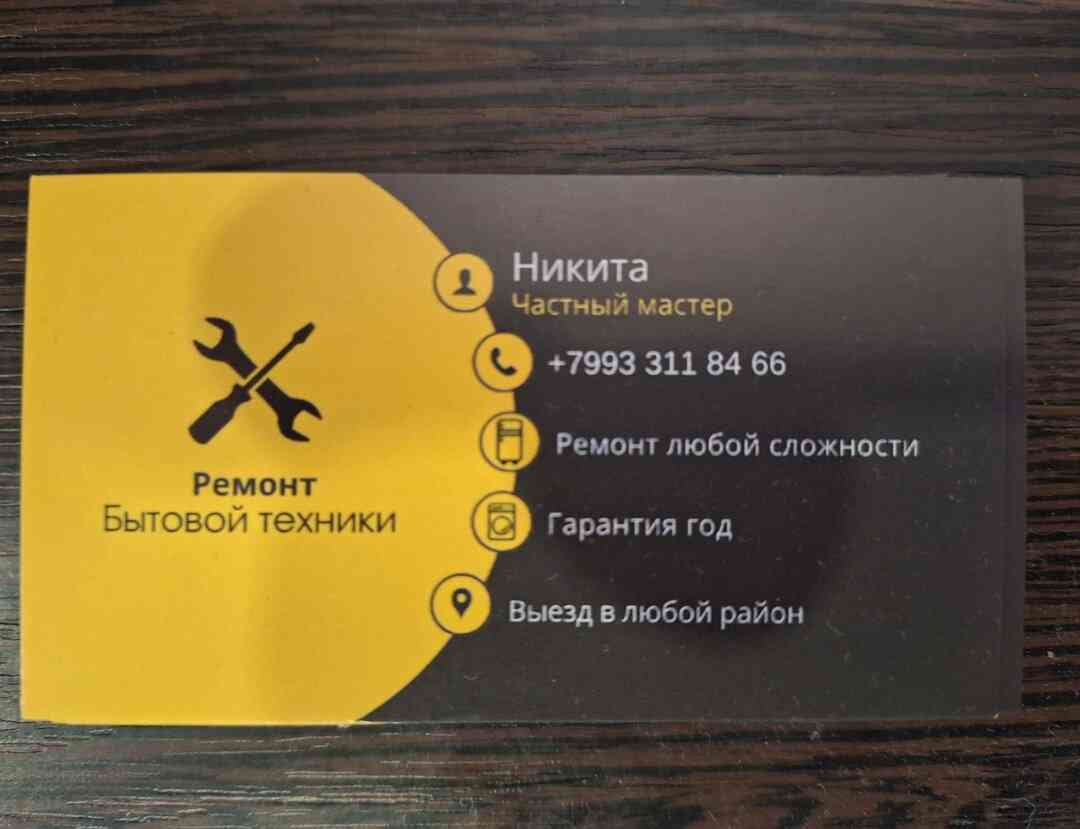 Ремонт
Бытовой техники
Никита
Частный мастер
+7993 311 84 66
Ремонт любой сложности
Гарантия год
Выезд в любой район